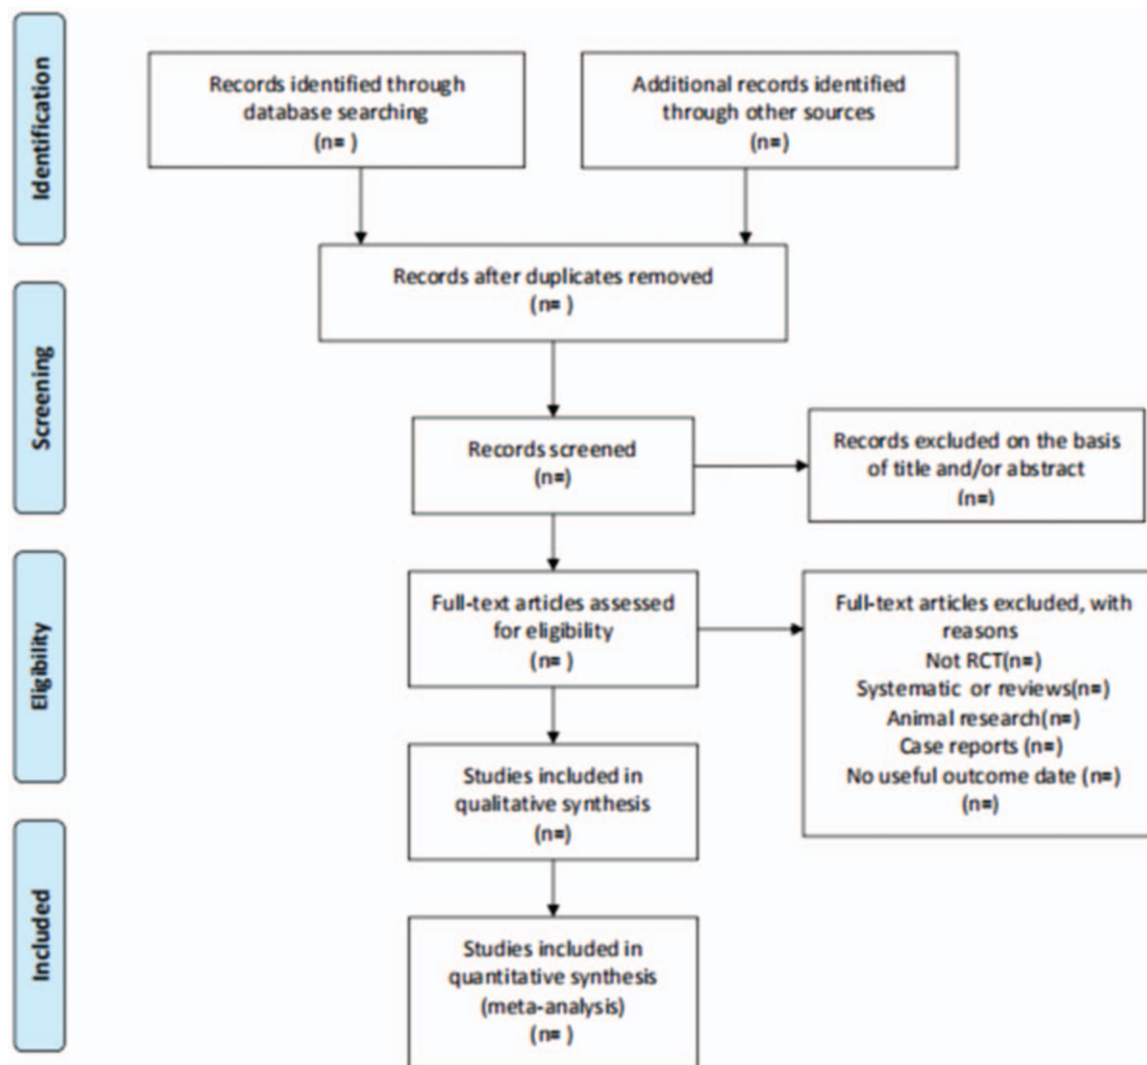 Identification
Records identified through
database searching
(n= )
Additional records identified
through other sources
(n=)
Records after duplicates removed
(n= )
Screening
Records screened
(n=)
Records excluded on the basis
of title and/or abstract
(n=)
Eligibility
Full-text articles assessed
for eligibility
(n= )
Full-text articles excluded, with
reasons
Not RCT(n=)
Systematic or reviews(n=)
Animal research(n=)
Case reports (n=)
No useful outcome date (n=)
(n=)
Studies included in
qualitative synthesis
(n=)
Included
Studies included in
quantitative synthesis
(meta-analysis)
(n= )